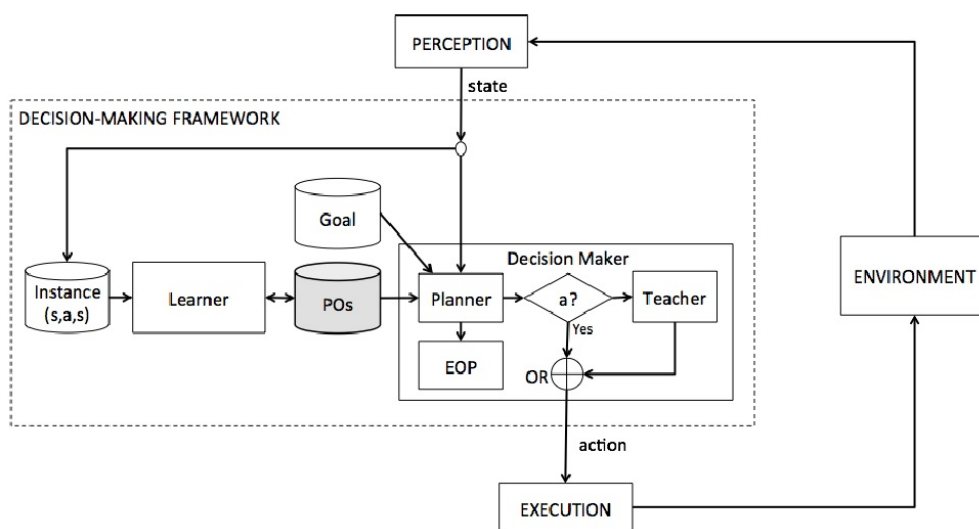 PERCEPTION
state
DECISION-MAKING FRAMEWORK
Goal
Decision Maker
Instance
(s,a,s)
Learner
POs
Planner
a?
Teacher
ENVIRONMENT
Yes
EOP
OR
action
EXECUTION